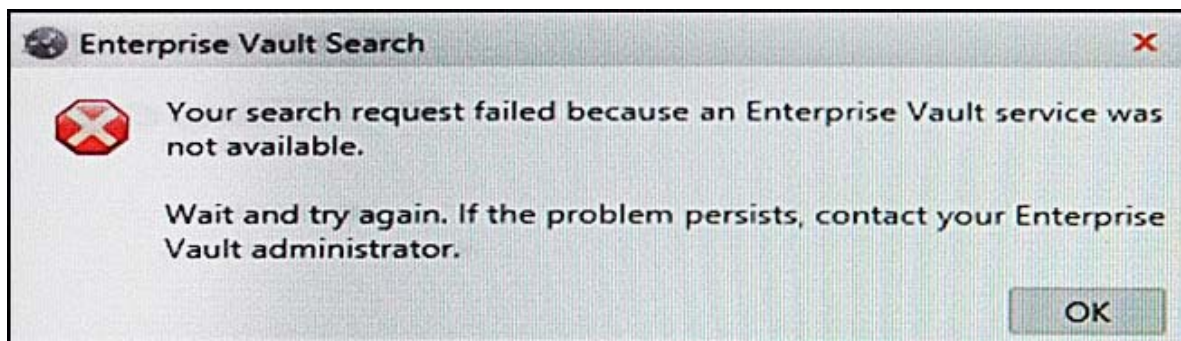 Enterprise Vault Search
Your search request failed because an Enterprise Vault service was
not available.
Wait and try again. If the problem persists, contact your Enterprise
Vault administrator.
OK